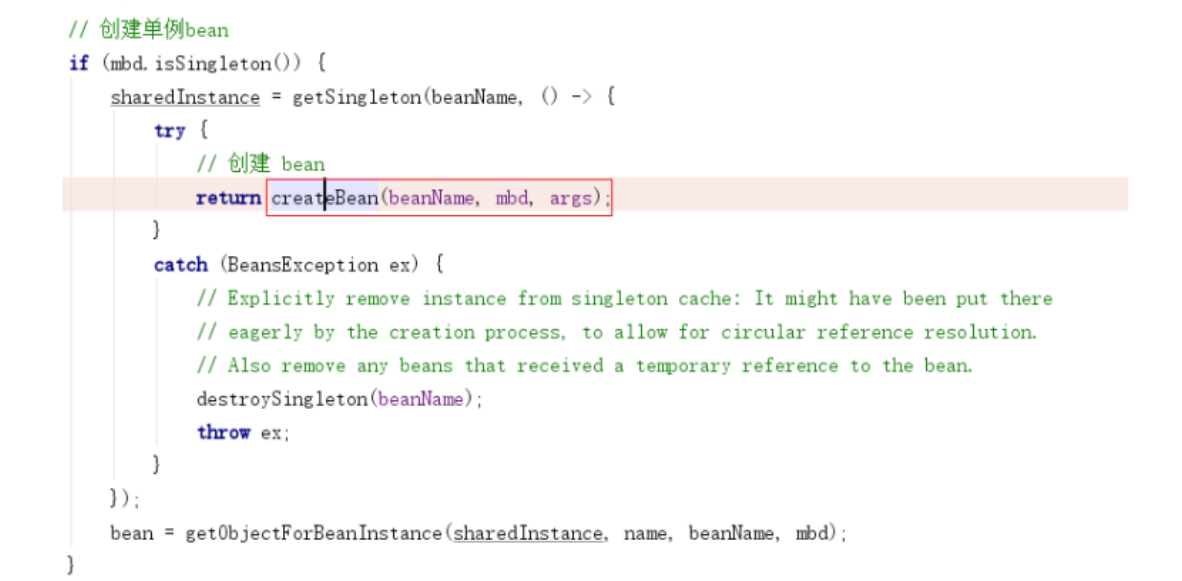 // 创建单例bean
if (mbd.isSingleton()) {
sharedInstance = getSingleton(beanName, () -> {
try {
// 创建 bean
return createBean(beanName, mbd, args);
}
catch (BeansException ex) {
// Explicitly remove instance from singleton cache: It might have been put there
// eagerly by the creation process, to allow for circular reference resolution.
// Also remove any beans that received a temporary reference to the bean.
destroySingleton(beanName);
throw ex;
}
});
bean = getObjectForBeanInstance(sharedInstance, name, beanName, mbd);
}